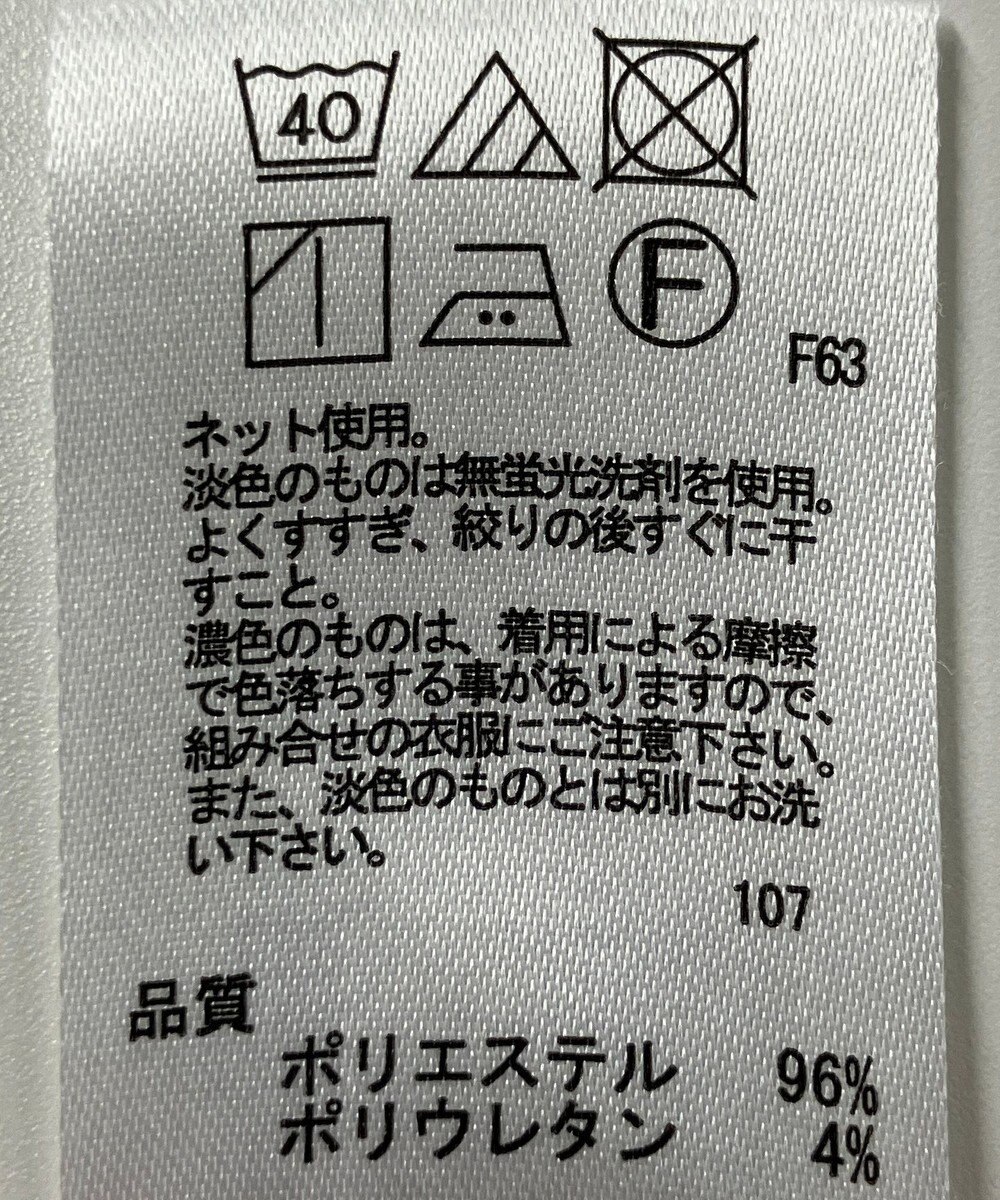 40
F
F63
ネット使用。
淡色のものは無蛍光洗剤を使用。
よくすすぎ、絞りの後すぐに干
すこと。
濃色のものは、着用による摩擦
で色落ちする事がありますので、
組み合せの衣服にご注意下さい。
また、淡色のものとは別にお洗
い下さい。
107
品質
ポリエステル 96%
ポリウレタン 4%